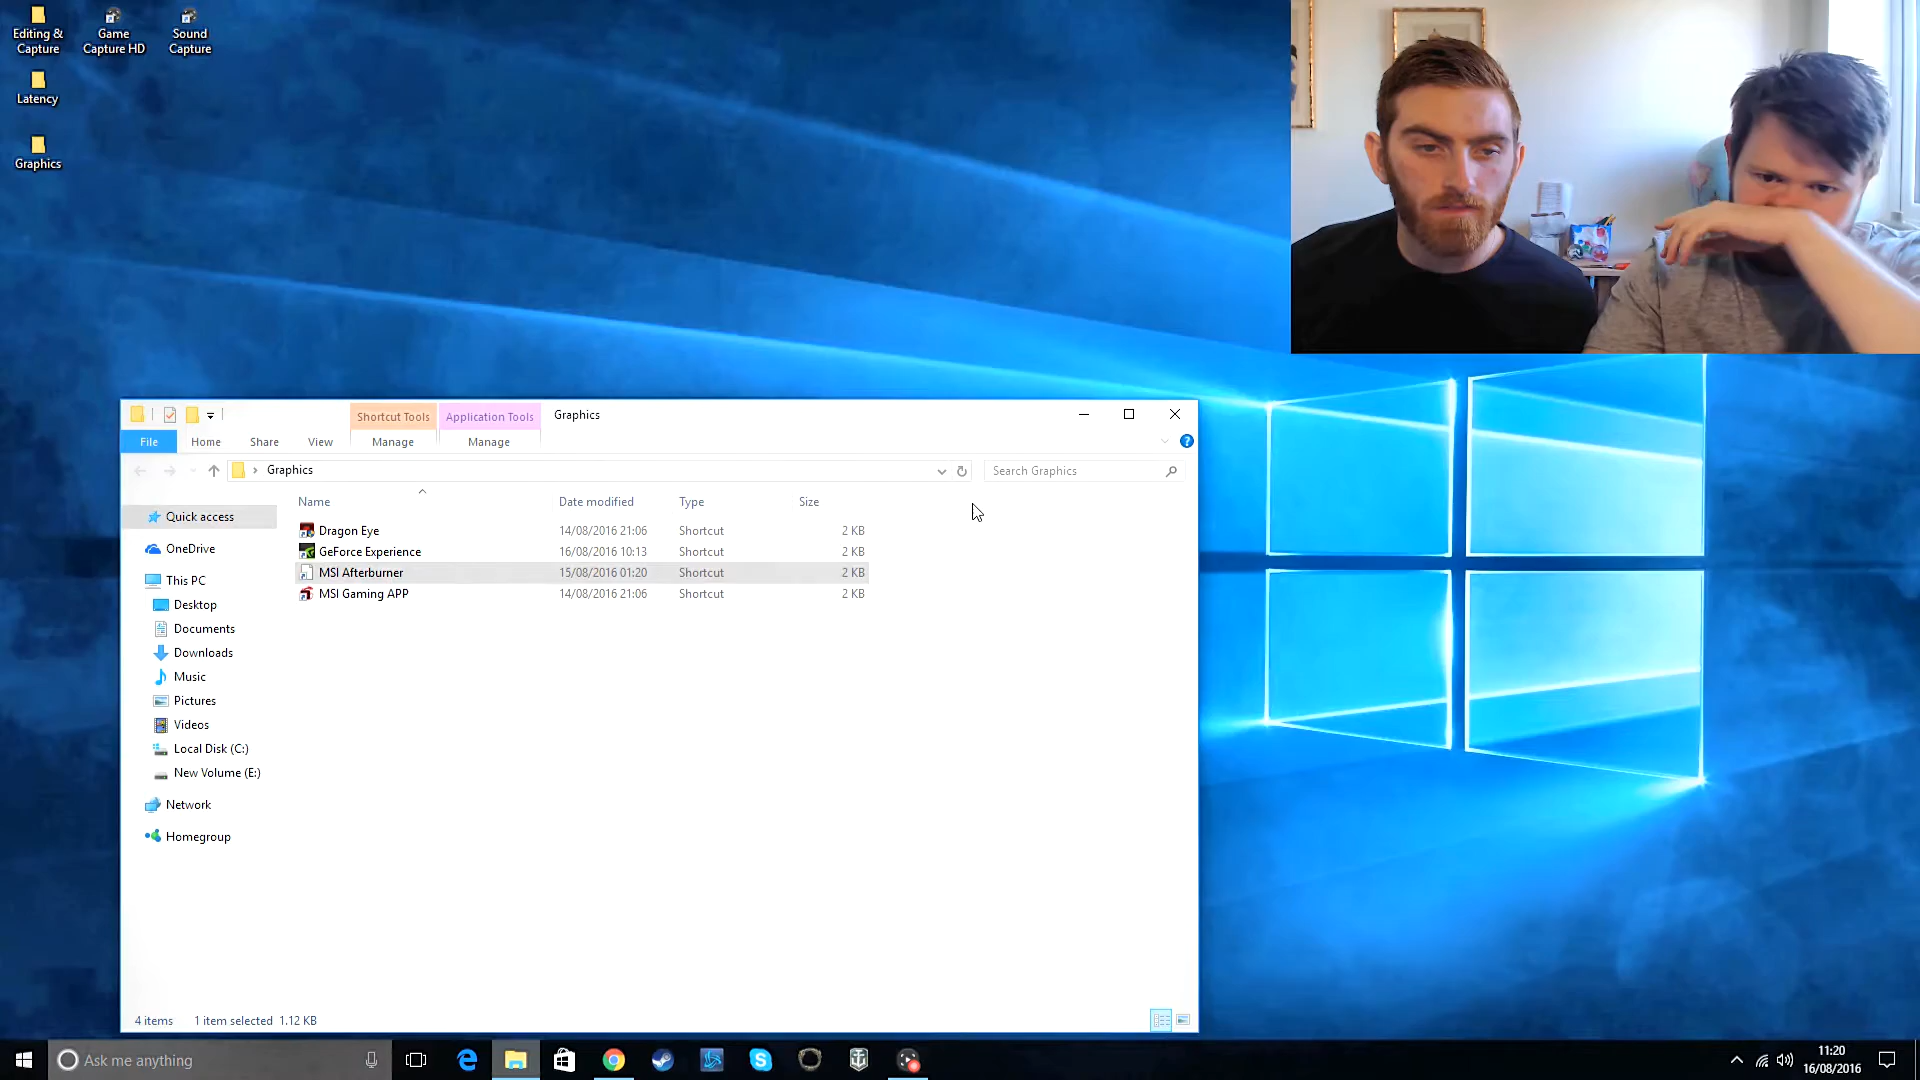 Editing &
Capture
Game
Capture HD
Sound
Capture
Latency
Graphics
Shortcut Tools
Application Tools
Graphics
File
Home
Share
View
Manage
Manage
Graphics
Search Graphics
Name
Date modified
Type
Size
Quick access
OneDrive
This PC
Desktop
Documents
Downloads
Music
Pictures
Videos
Local Disk (C:)
New Volume (E:)
Network
Homegroup
Dragon Eye 14/08/2016 21:06 Shortcut 2 KB
GeForce Experience 16/08/2016 10:13 Shortcut 2 KB
MSI Afterburner 15/08/2016 01:20 Shortcut 2 KB
MSI Gaming APP 14/08/2016 21:06 Shortcut 2 KB
4 items 1 item selected 1.12 KB
Ask me anything
11:20
16/08/2016